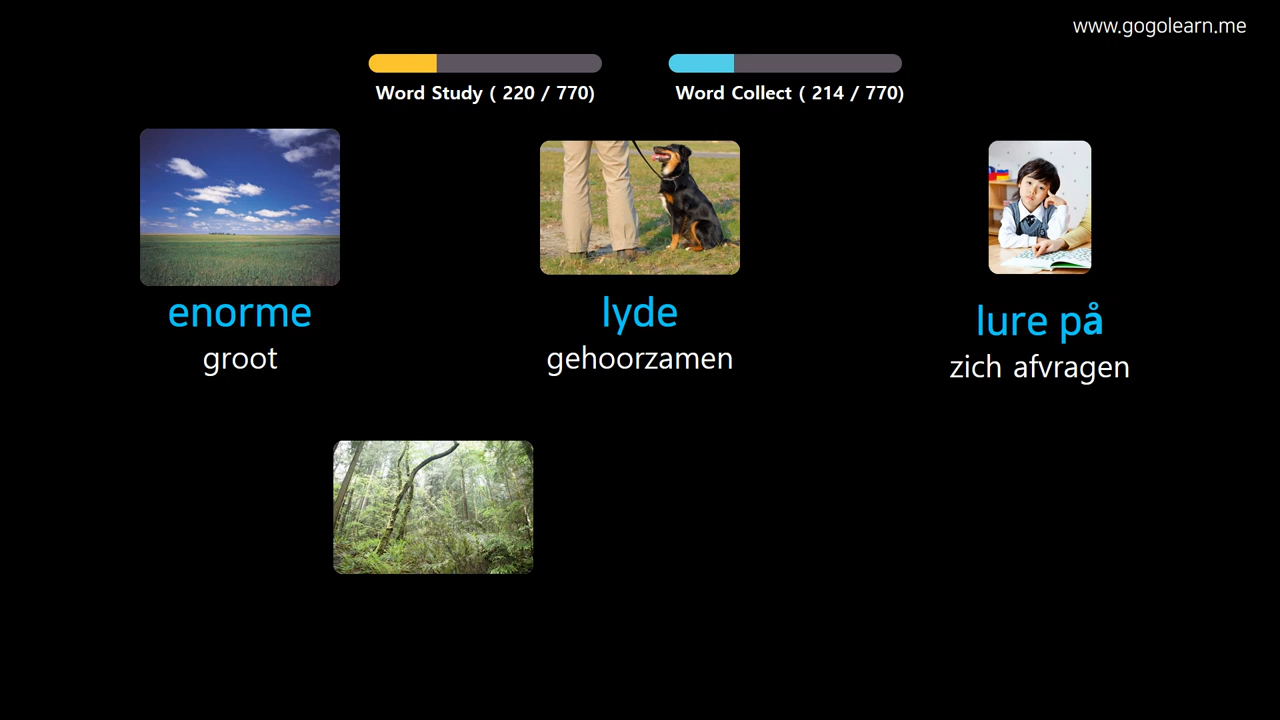 www.gogolearn.me
Word Study ( 220 / 770)
Word Collect ( 214 / 770)
enorme
groot
lyde
gehoorzamen
lure på
zich afvragen